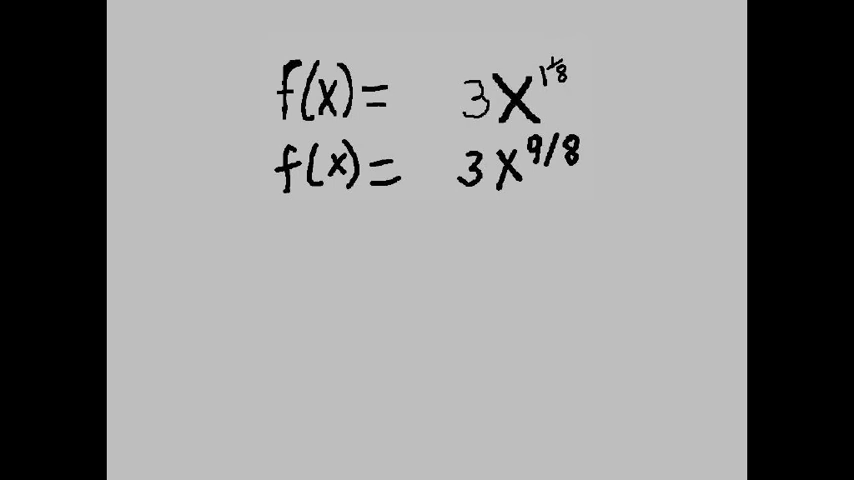 f(x) = 3x^1 1/8
f(x) = 3x^9/8